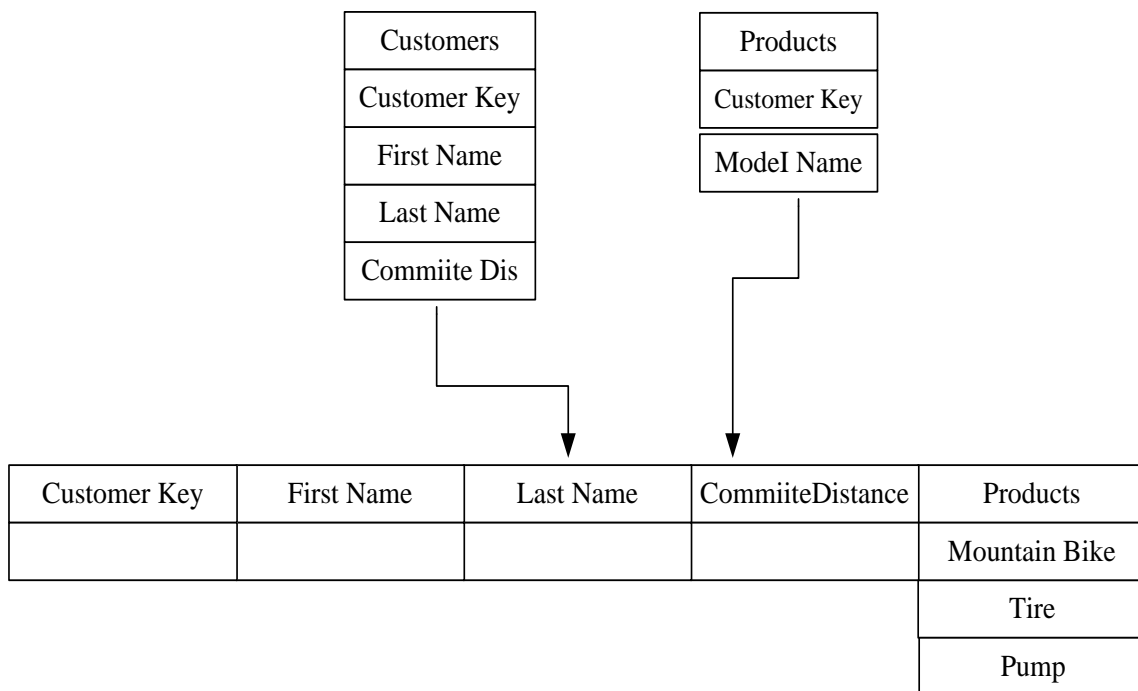 Customers
Customer Key
First Name
Last Name
Commiite Dis
Products
Customer Key
ModeI Name
Customer Key
First Name
Last Name
CommiiteDistance
Products
Mountain Bike
Tire
Pump